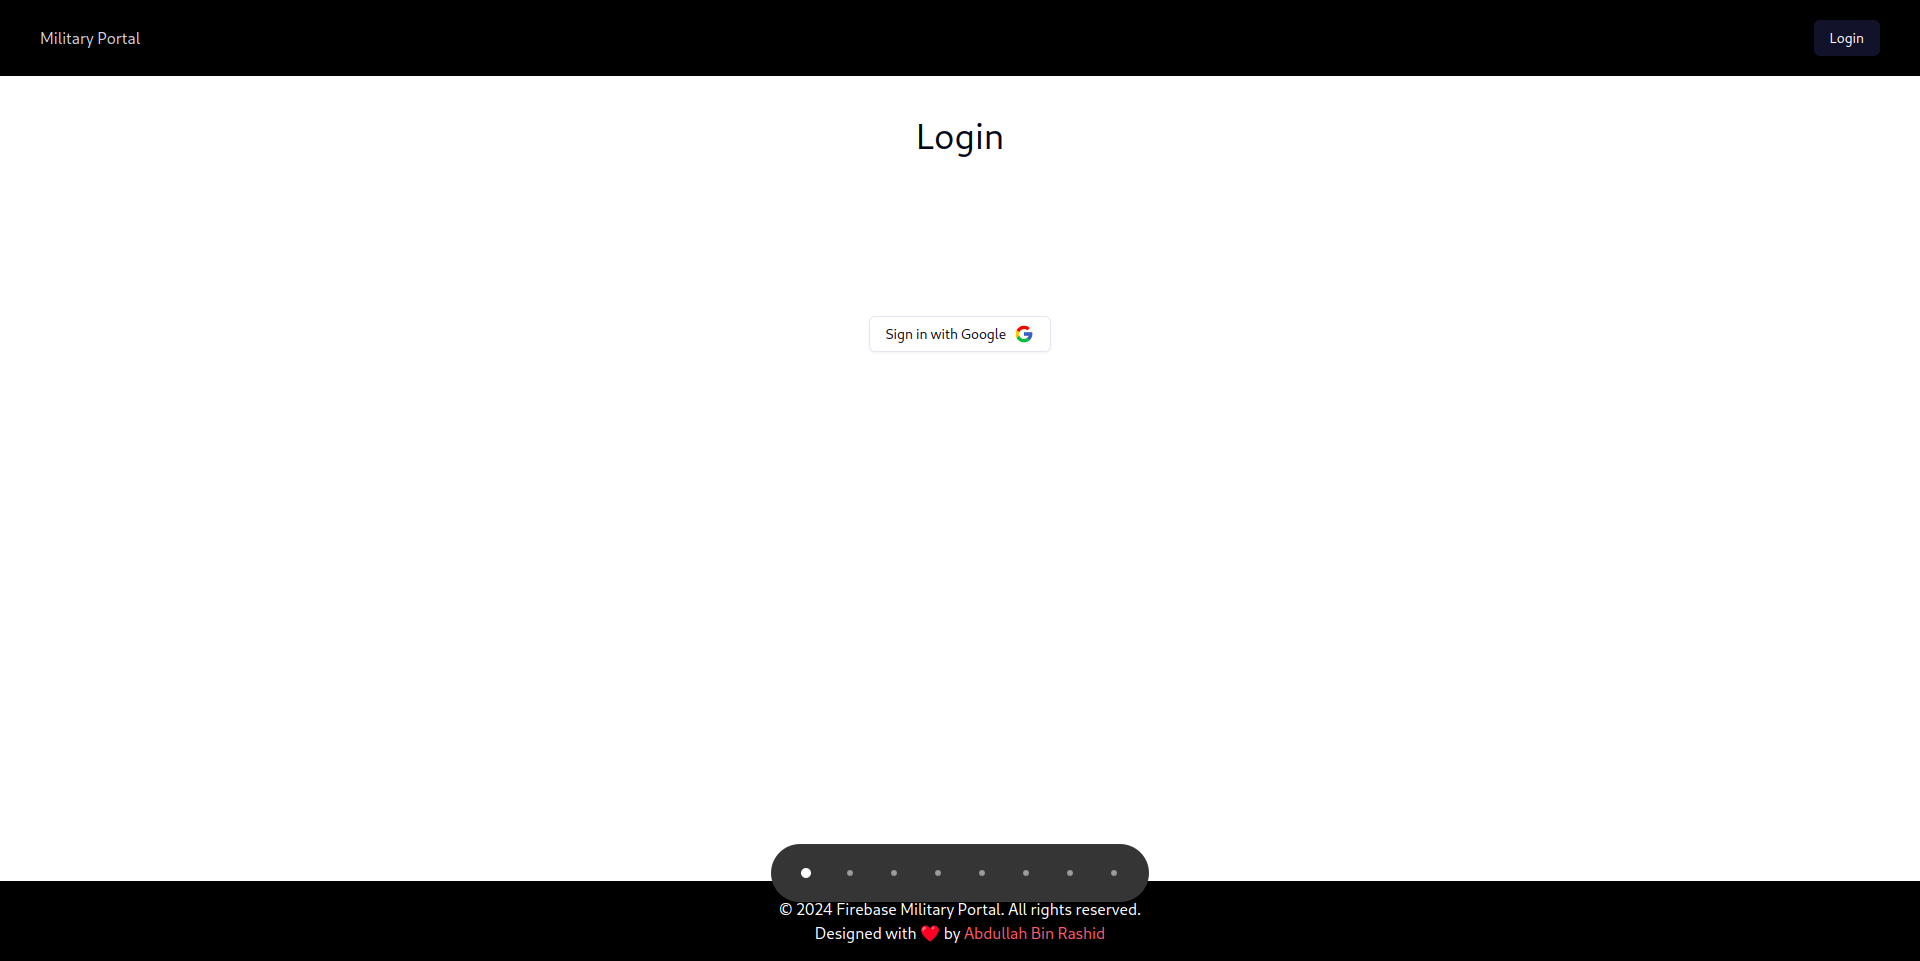 Military Portal
Login
Login
Sign in with Google
© 2024 Firebase Military Portal. All rights reserved.
Designed with ❤️ by Abdullah Bin Rashid